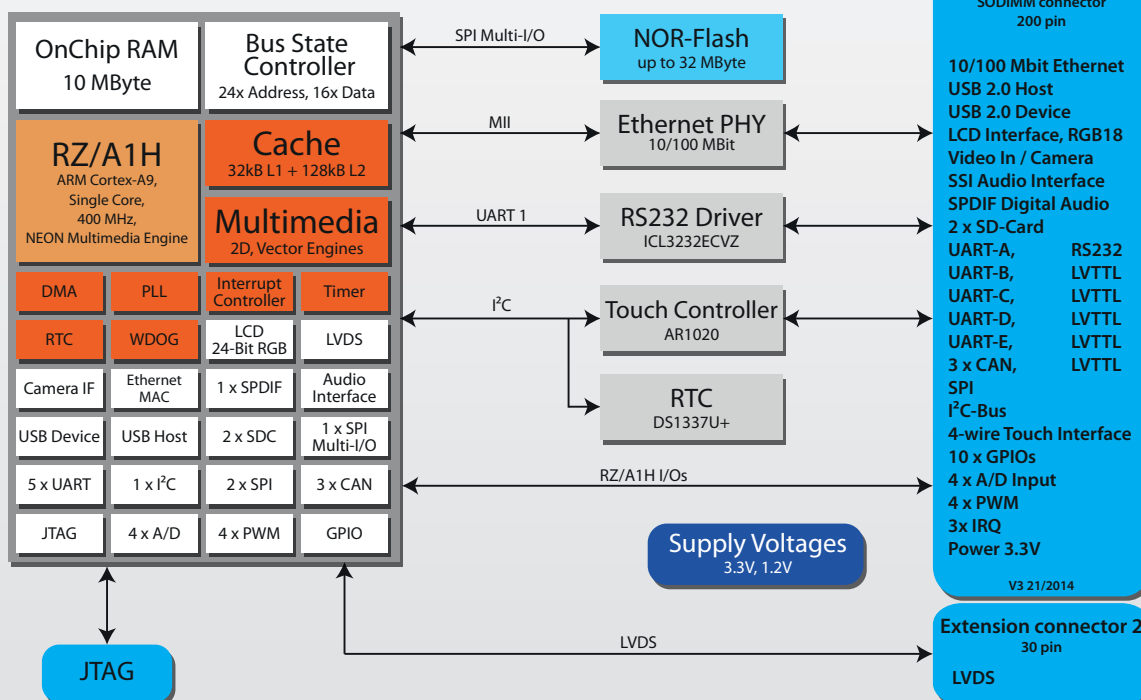 OnChip RAM
10 MByte
Bus State
Controller
24x Address, 16x Data
RZ/A1H
ARM Cortex-A9,
Single Core,
400 MHz,
NEON Multimedia Engine
Cache
32kB L1 + 128kB L2
Multimedia
2D, Vector Engines
DMA
PLL
Interrupt
Controller
Timer
RTC
WDOG
LCD
24-Bit RGB
LVDS
Camera IF
Ethernet
MAC
1 x SPDIF
Audio
Interface
USB Device
USB Host
2 x SDC
1 x SPI
Multi-I/O
5 x UART
1 x I²C
2 x SPI
3 x CAN
JTAG
4 x A/D
4 x PWM
GPIO
JTAG
SPI Multi-I/O
NOR-Flash
up to 32 MByte
MII
Ethernet PHY
10/100 MBit
UART 1
RS232 Driver
ICL3232ECVZ
I²C
Touch Controller
AR1020
RTC
DS1337U+
RZ/A1H I/Os
Supply Voltages
3.3V, 1.2V
LVDS
SODIMM connector
200 pin
10/100 Mbit Ethernet
USB 2.0 Host
USB 2.0 Device
LCD Interface, RGB18
Video In / Camera
SSI Audio Interface
SPDIF Digital Audio
2 x SD-Card
UART-A, RS232
UART-B, LVTTL
UART-C, LVTTL
UART-D, LVTTL
UART-E, LVTTL
3 x CAN, LVTTL
SPI
I²C-Bus
4-wire Touch Interface
10 x GPIOs
4 x A/D Input
4 x PWM
3x IRQ
Power 3.3V
V3 21/2014
Extension connector 2
30 pin
LVDS